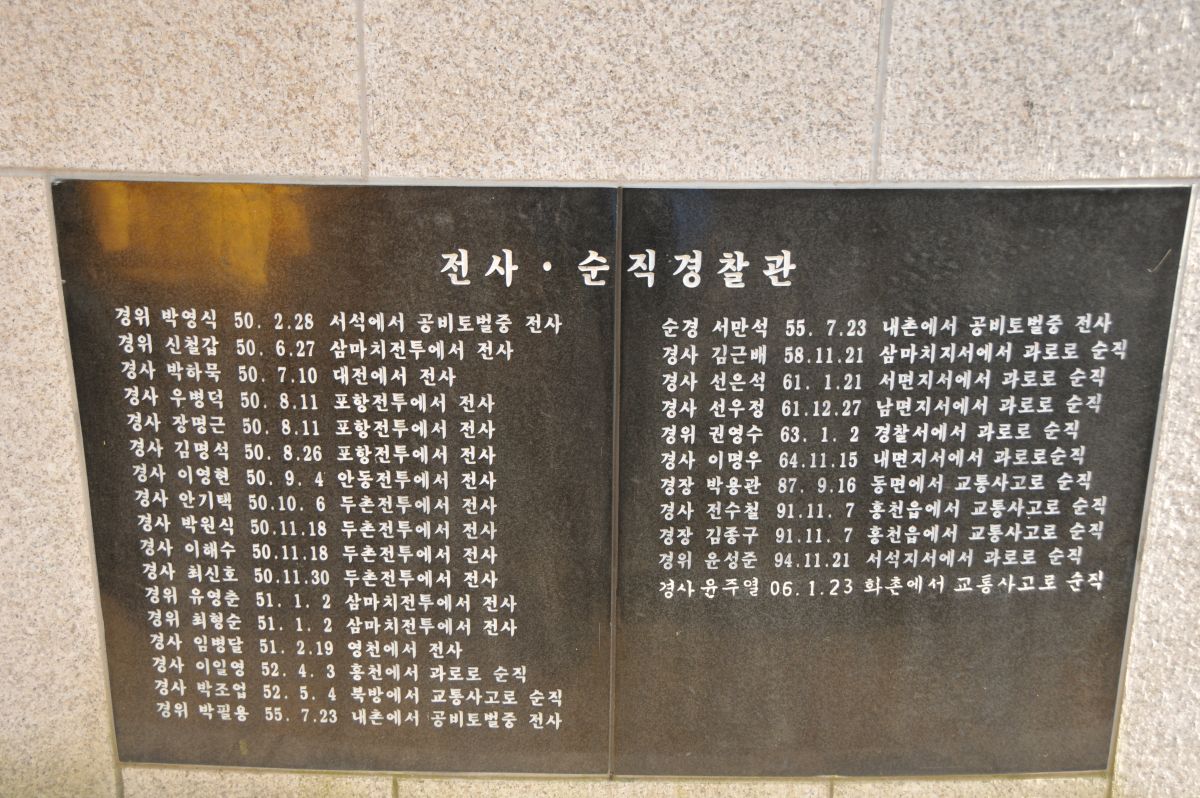 전사·순직경찰관
경위 박영식 50. 2.28 서석에서 공비토벌중 전사
경위 신철갑 50. 6.27 삼마치전투에서 전사
경사 박하묵 50. 7.10 대전에서 전사
경사 우병덕 50. 8.11 포항전투에서 전사
경사 장명근 50. 8.11 포항전투에서 전사
경사 김명석 50. 8.26 포항전투에서 전사
경사 이영현 50. 9. 4 안동전투에서 전사
경사 안기택 50.10. 6 두촌전투에서 전사
경사 박원식 50.11.18 두촌전투에서 전사
경사 이해수 50.11.18 두촌전투에서 전사
경사 최신호 50.11.30 두촌전투에서 전사
경위 유영춘 51. 1. 2 삼마치전투에서 전사
경위 최형순 51. 1. 2 삼마치전투에서 전사
경사 임병달 51. 2.19 영천에서 전사
경사 이일영 52. 4. 3 홍천에서 과로로 순직
경사 박조업 52. 5. 4 북방에서 교통사고로 순직
경위 박필용 55. 7.23 내촌에서 공비토벌중 전사
순경 서만석 55. 7.23 내촌에서 공비토벌중 전사
경사 김근배 58.11.21 삼마치지서에서 과로로 순직
경사 선은석 61. 1.21 서면지서에서 과로로 순직
경사 선우정 61.12.27 남면지서에서 과로로 순직
경위 권영수 63. 1. 2 경찰서에서 과로로 순직
경사 이명우 64.11.15 내면지서에서 과로로순직
경장 박용관 87. 9.16 동면에서 교통사고로 순직
경사 전수철 91.11. 7 홍천읍에서 교통사고로 순직
경장 김종구 91.11. 7 홍천읍에서 교통사고로 순직
경위 윤성준 94.11.21 서석지서에서 과로로 순직
경사 윤주열 06. 1.23 화촌에서 교통사고로 순직